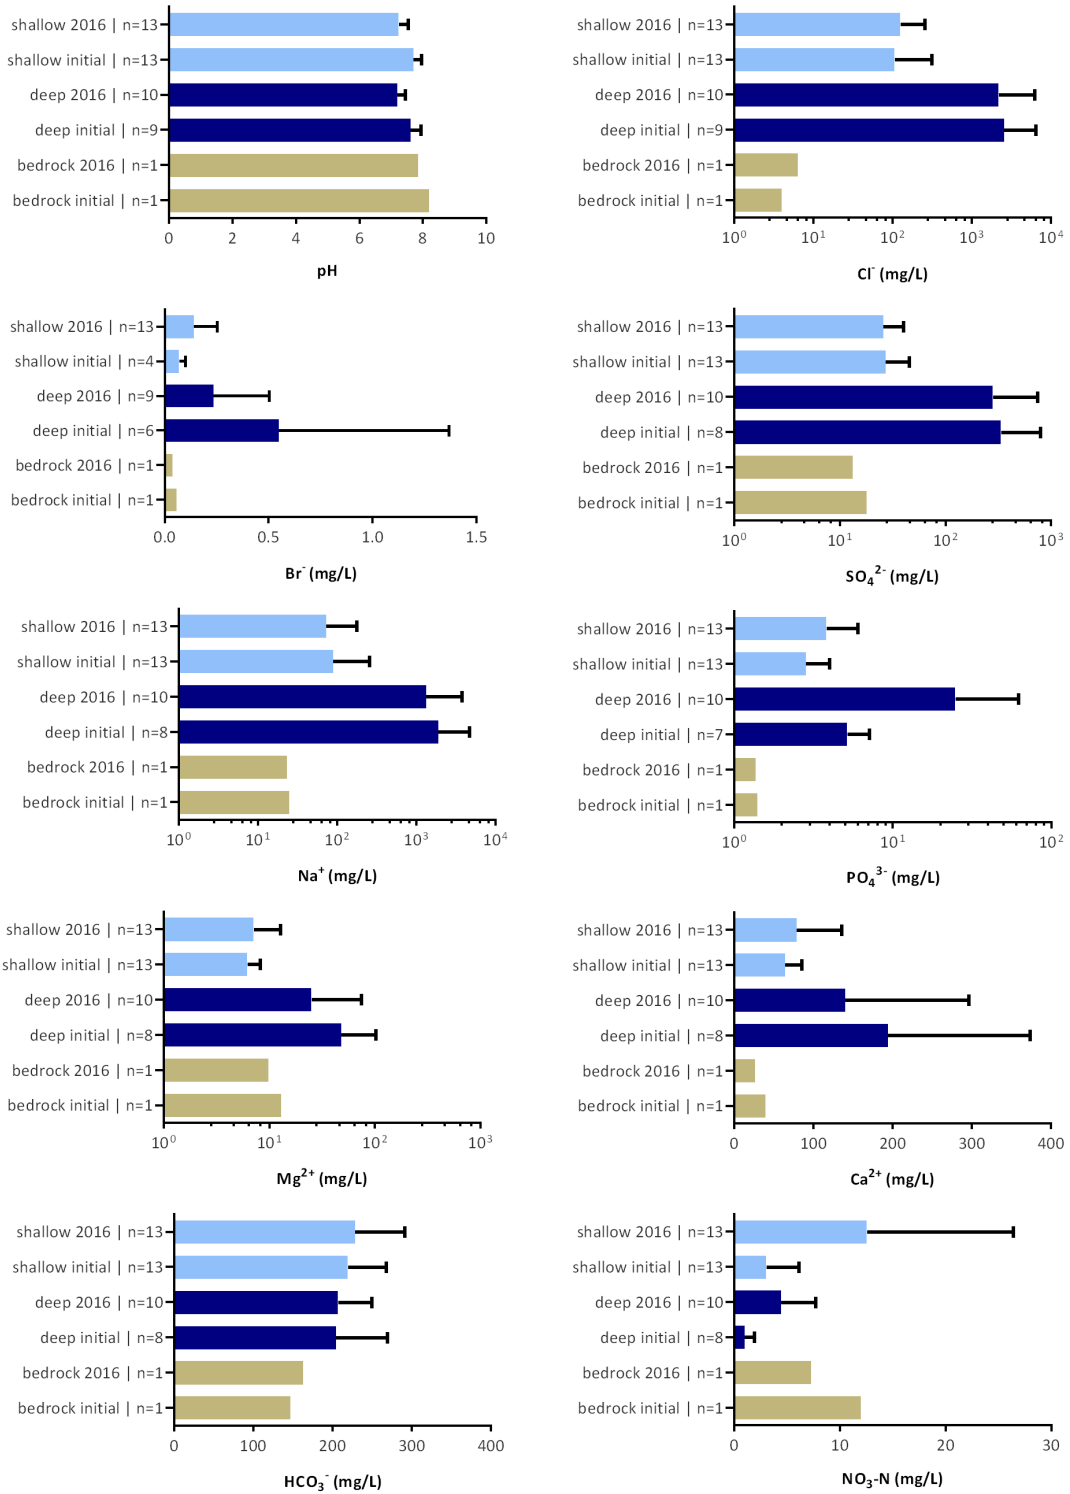 shallow 2016 | n=13
shallow initial | n=13
deep 2016 | n=10
deep initial | n=9
bedrock 2016 | n=1
bedrock initial | n=1
0 2 4 6 8 10
pH
shallow 2016 | n=13
shallow initial | n=13
deep 2016 | n=10
deep initial | n=9
bedrock 2016 | n=1
bedrock initial | n=1
10⁰ 10¹ 10² 10³ 10⁴
Cl⁻ (mg/L)
shallow 2016 | n=13
shallow initial | n=4
deep 2016 | n=9
deep initial | n=6
bedrock 2016 | n=1
bedrock initial | n=1
0.0 0.5 1.0 1.5
Br⁻ (mg/L)
shallow 2016 | n=13
shallow initial | n=13
deep 2016 | n=10
deep initial | n=8
bedrock 2016 | n=1
bedrock initial | n=1
10⁰ 10¹ 10² 10³
SO₄²⁻ (mg/L)
shallow 2016 | n=13
shallow initial | n=13
deep 2016 | n=10
deep initial | n=8
bedrock 2016 | n=1
bedrock initial | n=1
10⁰ 10¹ 10² 10³ 10⁴
Na⁺ (mg/L)
shallow 2016 | n=13
shallow initial | n=13
deep 2016 | n=10
deep initial | n=7
bedrock 2016 | n=1
bedrock initial | n=1
10⁰ 10¹ 10²
PO₄³⁻ (mg/L)
shallow 2016 | n=13
shallow initial | n=13
deep 2016 | n=10
deep initial | n=8
bedrock 2016 | n=1
bedrock initial | n=1
10⁰ 10¹ 10² 10³
Mg²⁺ (mg/L)
shallow 2016 | n=13
shallow initial | n=13
deep 2016 | n=10
deep initial | n=8
bedrock 2016 | n=1
bedrock initial | n=1
0 100 200 300 400
Ca²⁺ (mg/L)
shallow 2016 | n=13
shallow initial | n=13
deep 2016 | n=10
deep initial | n=8
bedrock 2016 | n=1
bedrock initial | n=1
0 100 200 300 400
HCO₃⁻ (mg/L)
shallow 2016 | n=13
shallow initial | n=13
deep 2016 | n=10
deep initial | n=8
bedrock 2016 | n=1
bedrock initial | n=1
0 10 20 30
NO₃-N (mg/L)